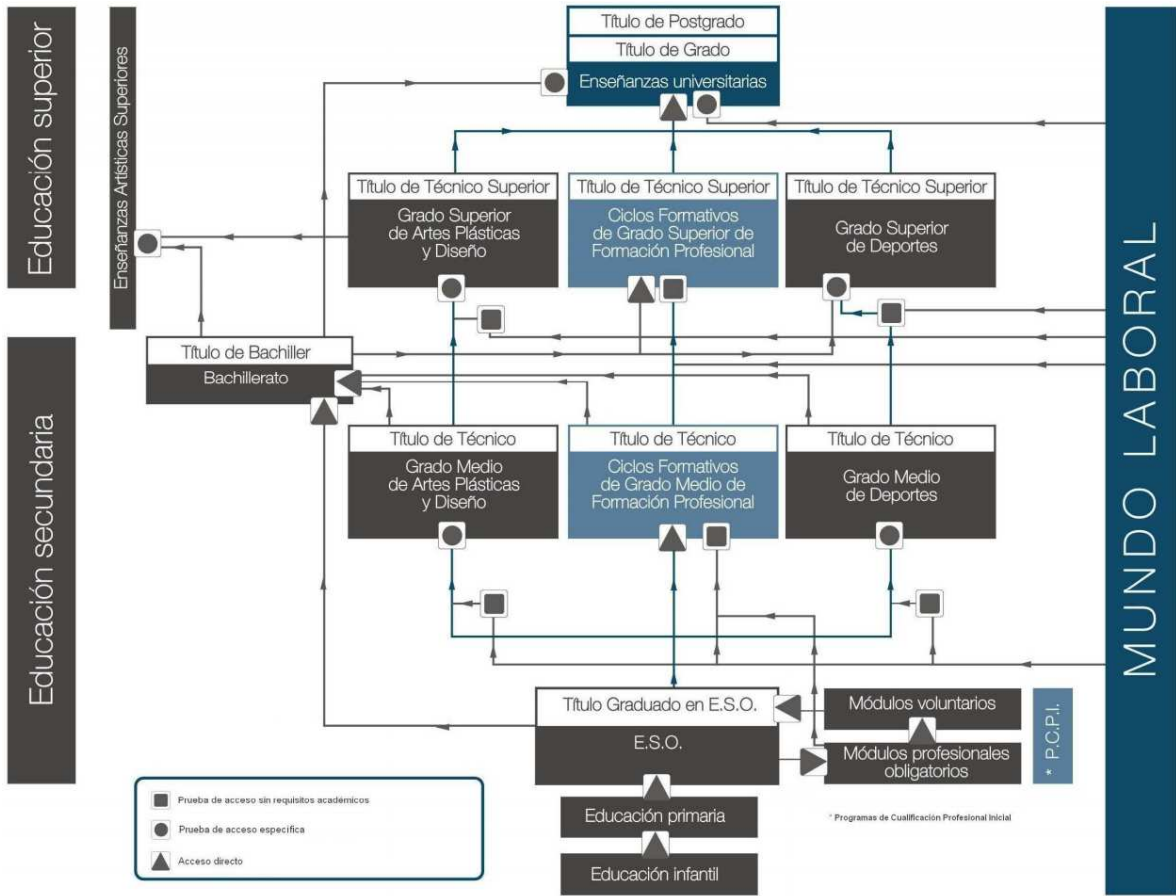 Educación superior
Enseñanzas Artísticas Superiores
Título de Postgrado
Título de Grado
Enseñanzas universitarias
Título de Técnico Superior
Grado Superior
de Artes Plásticas
y Diseño
Título de Técnico Superior
Ciclos Formativos
de Grado Superior de
Formación Profesional
Título de Técnico Superior
Grado Superior
de Deportes
MUNDO LABORAL
Título de Bachiller
Bachillerato
Educación secundaria
Título de Técnico
Grado Medio
de Artes Plásticas
y Diseño
Título de Técnico
Ciclos Formativos
de Grado Medio de
Formación Profesional
Título de Técnico
Grado Medio
de Deportes
Título Graduado en E.S.O.
E.S.O.
Módulos voluntarios
Módulos profesionales
obligatorios
* P.C.P.I.
Educación primaria
Educación infantil
* Programas de Cualificación Profesional Inicial
Prueba de acceso sin requisitos académicos
Prueba de acceso específica
Acceso directo